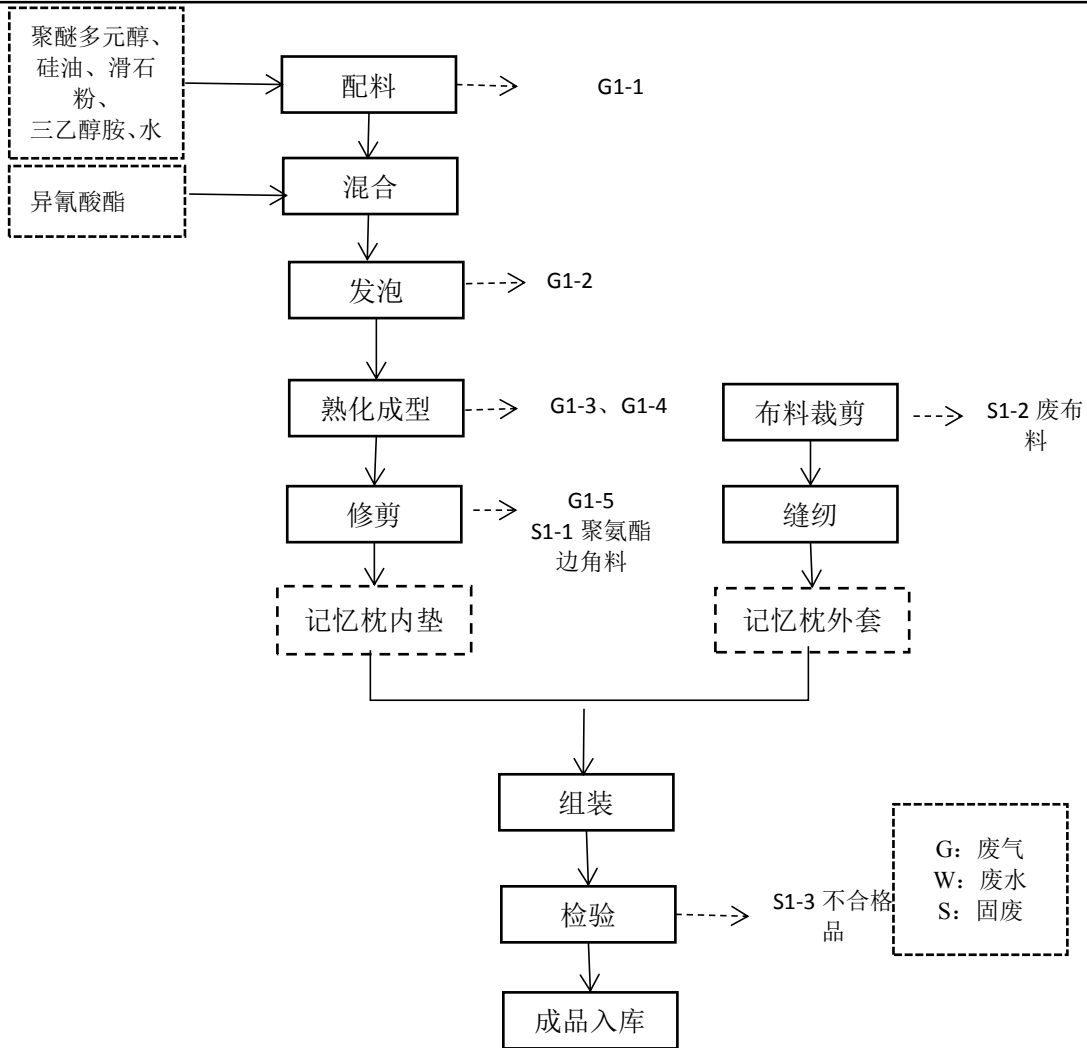 聚醚多元醇、
硅油、滑石
粉、
三乙醇胺、水
配料
G1-1
异氰酸酯
混合
发泡
G1-2
熟化成型
G1-3、G1-4
布料裁剪
S1-2 废布
料
修剪
G1-5
S1-1 聚氨酯
边角料
缝纫
记忆枕内垫
记忆枕外套
组装
检验
S1-3 不合格
品
G：废气
W：废水
S：固废
成品入库